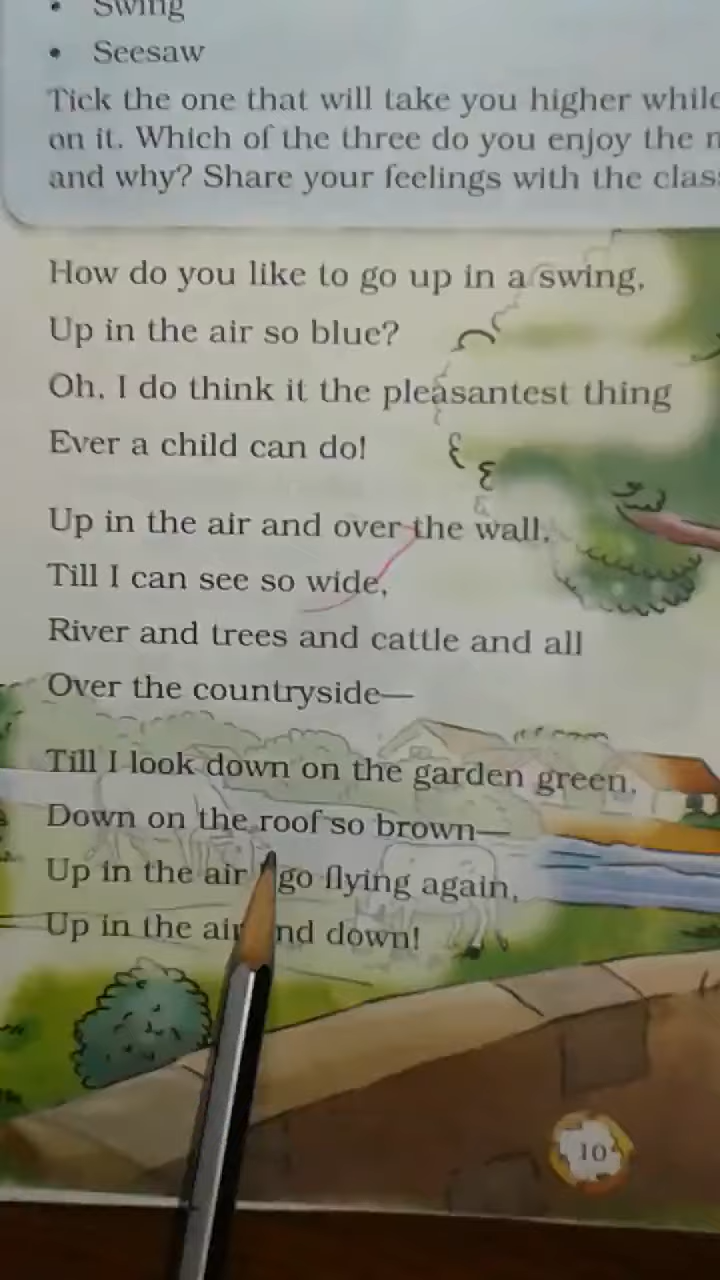 • Swing
• Seesaw
Tick the one that will take you higher while
on it. Which of the three do you enjoy the
and why? Share your feelings with the
How do you like to go up in a swing,
Up in the air so blue?
Oh, I do think it the pleasantest thing
Ever a child can do!
Up in the air and over the wall,
Till I can see so wide,
River and trees and cattle and all
Over the countryside—
Till I look down on the garden green,
Down on the roof so brown—
Up in the air go flying again,
Up in the air and down!
10